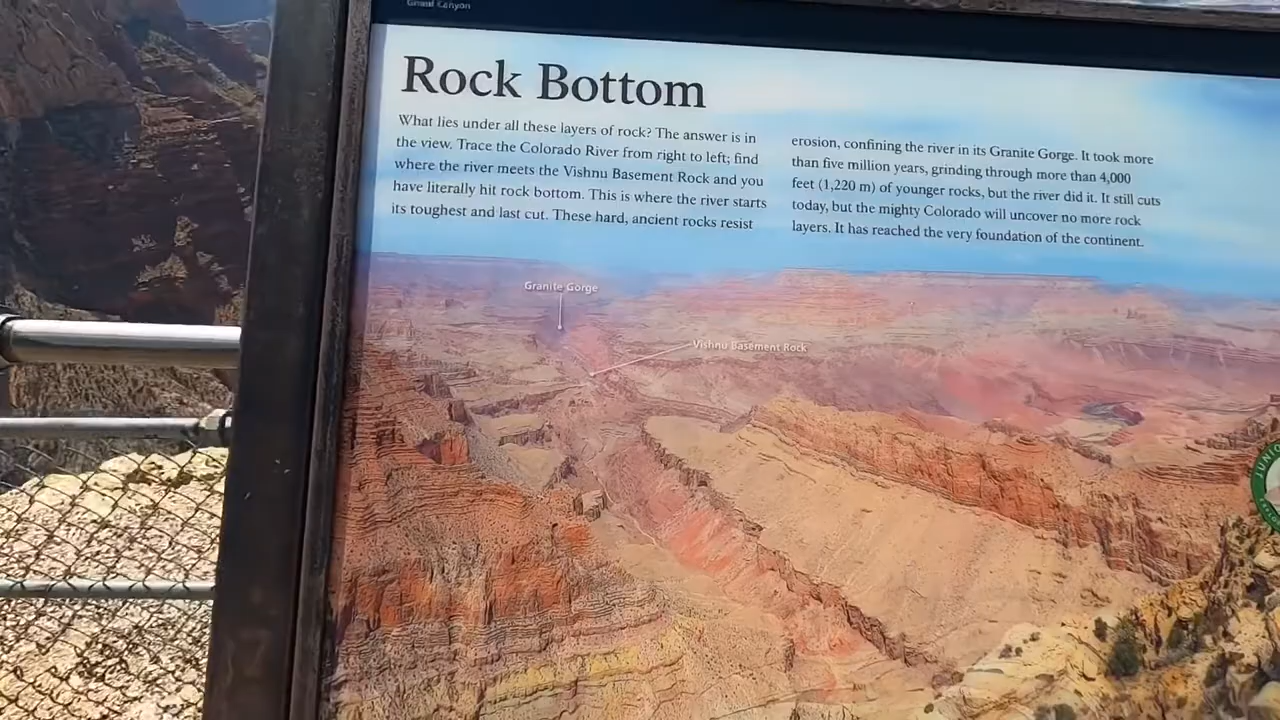 Grand Canyon
Rock Bottom
What lies under all these layers of rock? The answer is in
the view. Trace the Colorado River from right to left; find
where the river meets the Vishnu Basement Rock and you
have literally hit rock bottom. This is where the river starts
its toughest and last cut. These hard, ancient rocks resist
erosion, confining the river in its Granite Gorge. It took more
than five million years, grinding through more than 4,000
feet (1,220 m) of younger rocks, but the river did it. It still cuts
today, but the mighty Colorado will uncover no more rock
layers. It has reached the very foundation of the continent.
Granite Gorge
Vishnu Basement Rock